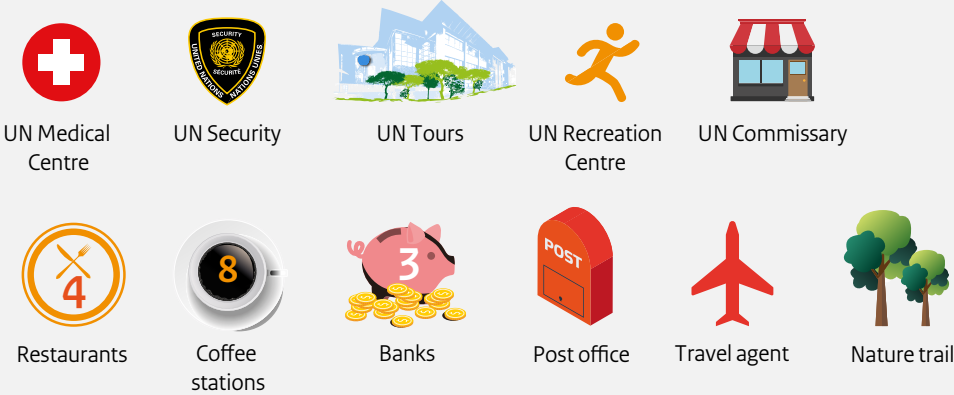 SECURITY
UNITED NATIONS
NATIONS UNIES
SÉCURITÉ
UN Medical
Centre
UN Security
UN Tours
UN Recreation
Centre
UN Commissary
4
8
3
POST
Restaurants
Coffee
stations
Banks
Post office
Travel agent
Nature trail